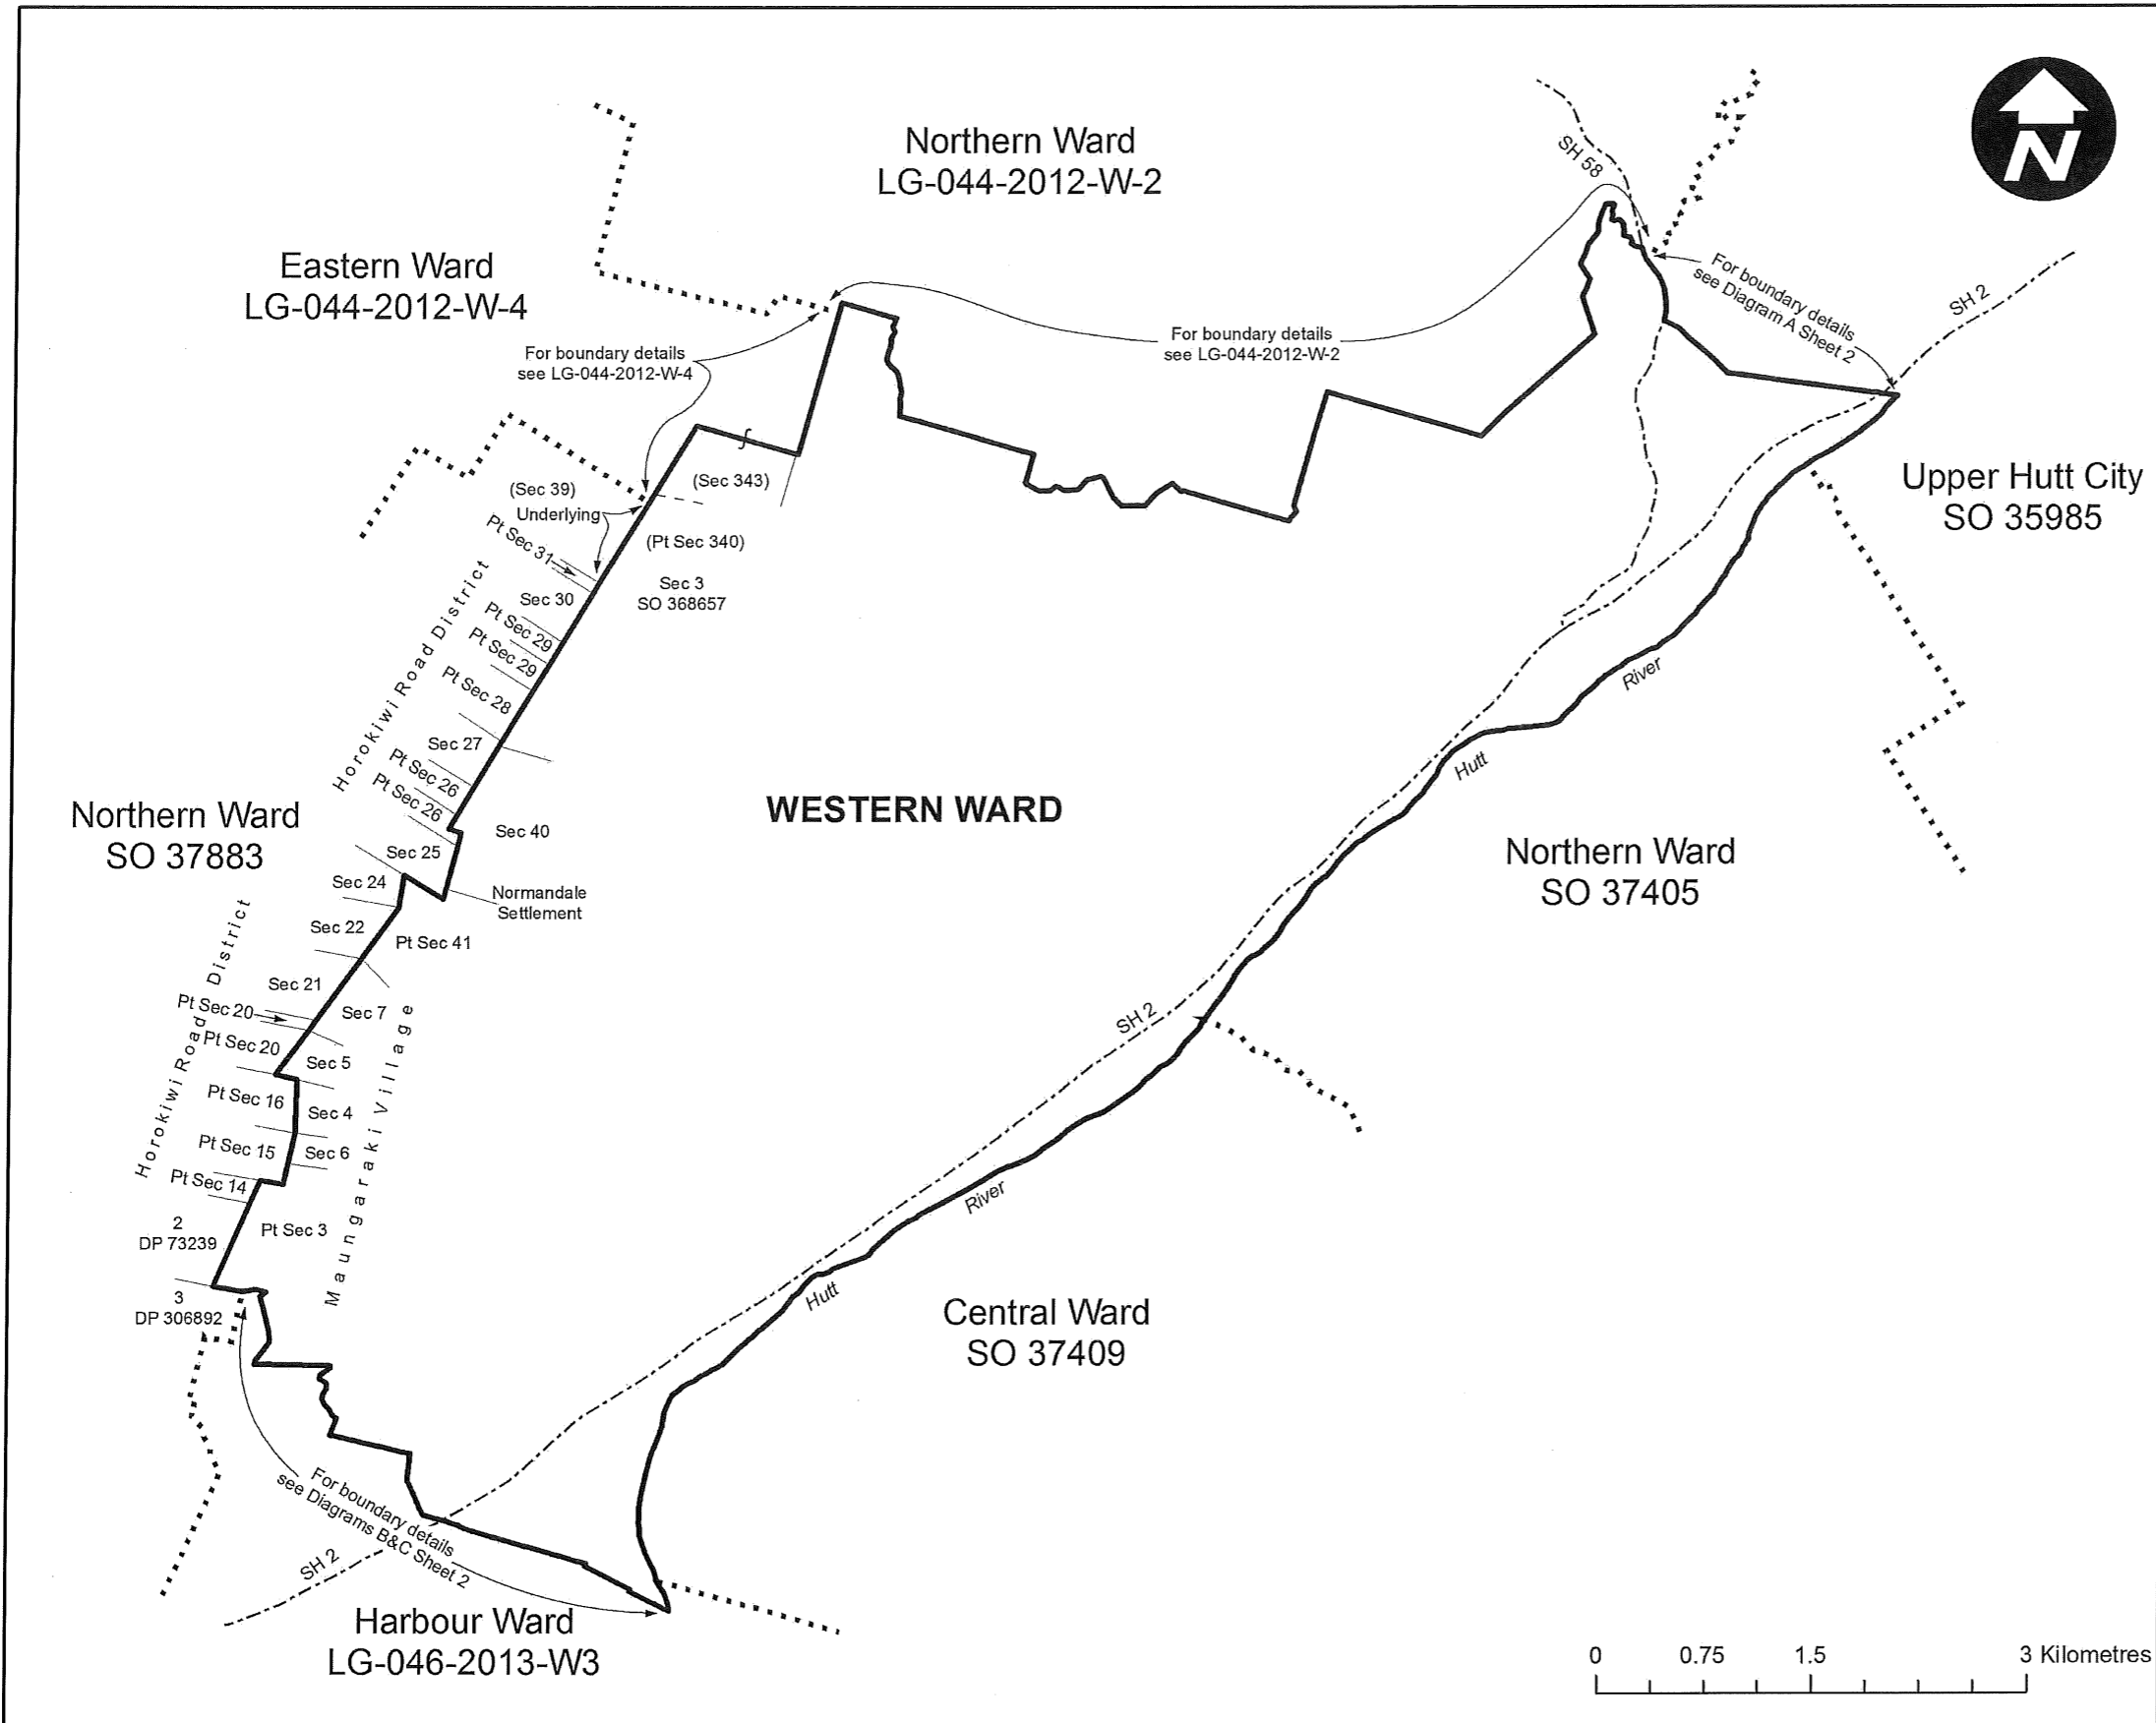 Northern Ward
LG-044-2012-W-2
N
SH 58
Eastern Ward
LG-044-2012-W-4
For boundary details
see Diagram A Sheet 2
SH 2
For boundary details
see LG-044-2012-W-2
For boundary details
see LG-044-2012-W-4
Upper Hutt City
SO 35985
(Sec 343)
(Sec 39)
Underlying
Pt Sec 31
(Pt Sec 340)
Sec 3
SO 368657
Sec 30
Pt Sec 29
Pt Sec 29
Pt Sec 28
Horokiwi Road District
River
Sec 27
Hutt
Pt Sec 26
Pt Sec 26
WESTERN WARD
Northern Ward
SO 37883
Sec 40
Sec 25
Northern Ward
SO 37405
Sec 24
Normandale
Settlement
Sec 22
Pt Sec 41
Horokiwi Road District
Sec 21
Pt Sec 20
Sec 7
SH 2
Pt Sec 20
Sec 5
Pt Sec 16
Sec 4
Maungaraki Village
Pt Sec 15
Sec 6
Pt Sec 14
River
2
DP 73239
Pt Sec 3
3
DP 306892
Hutt
Central Ward
SO 37409
For boundary details
see Diagrams B&C Sheet 2
SH 2
Harbour Ward
LG-046-2013-W3
0 0.75 1.5 3 Kilometres